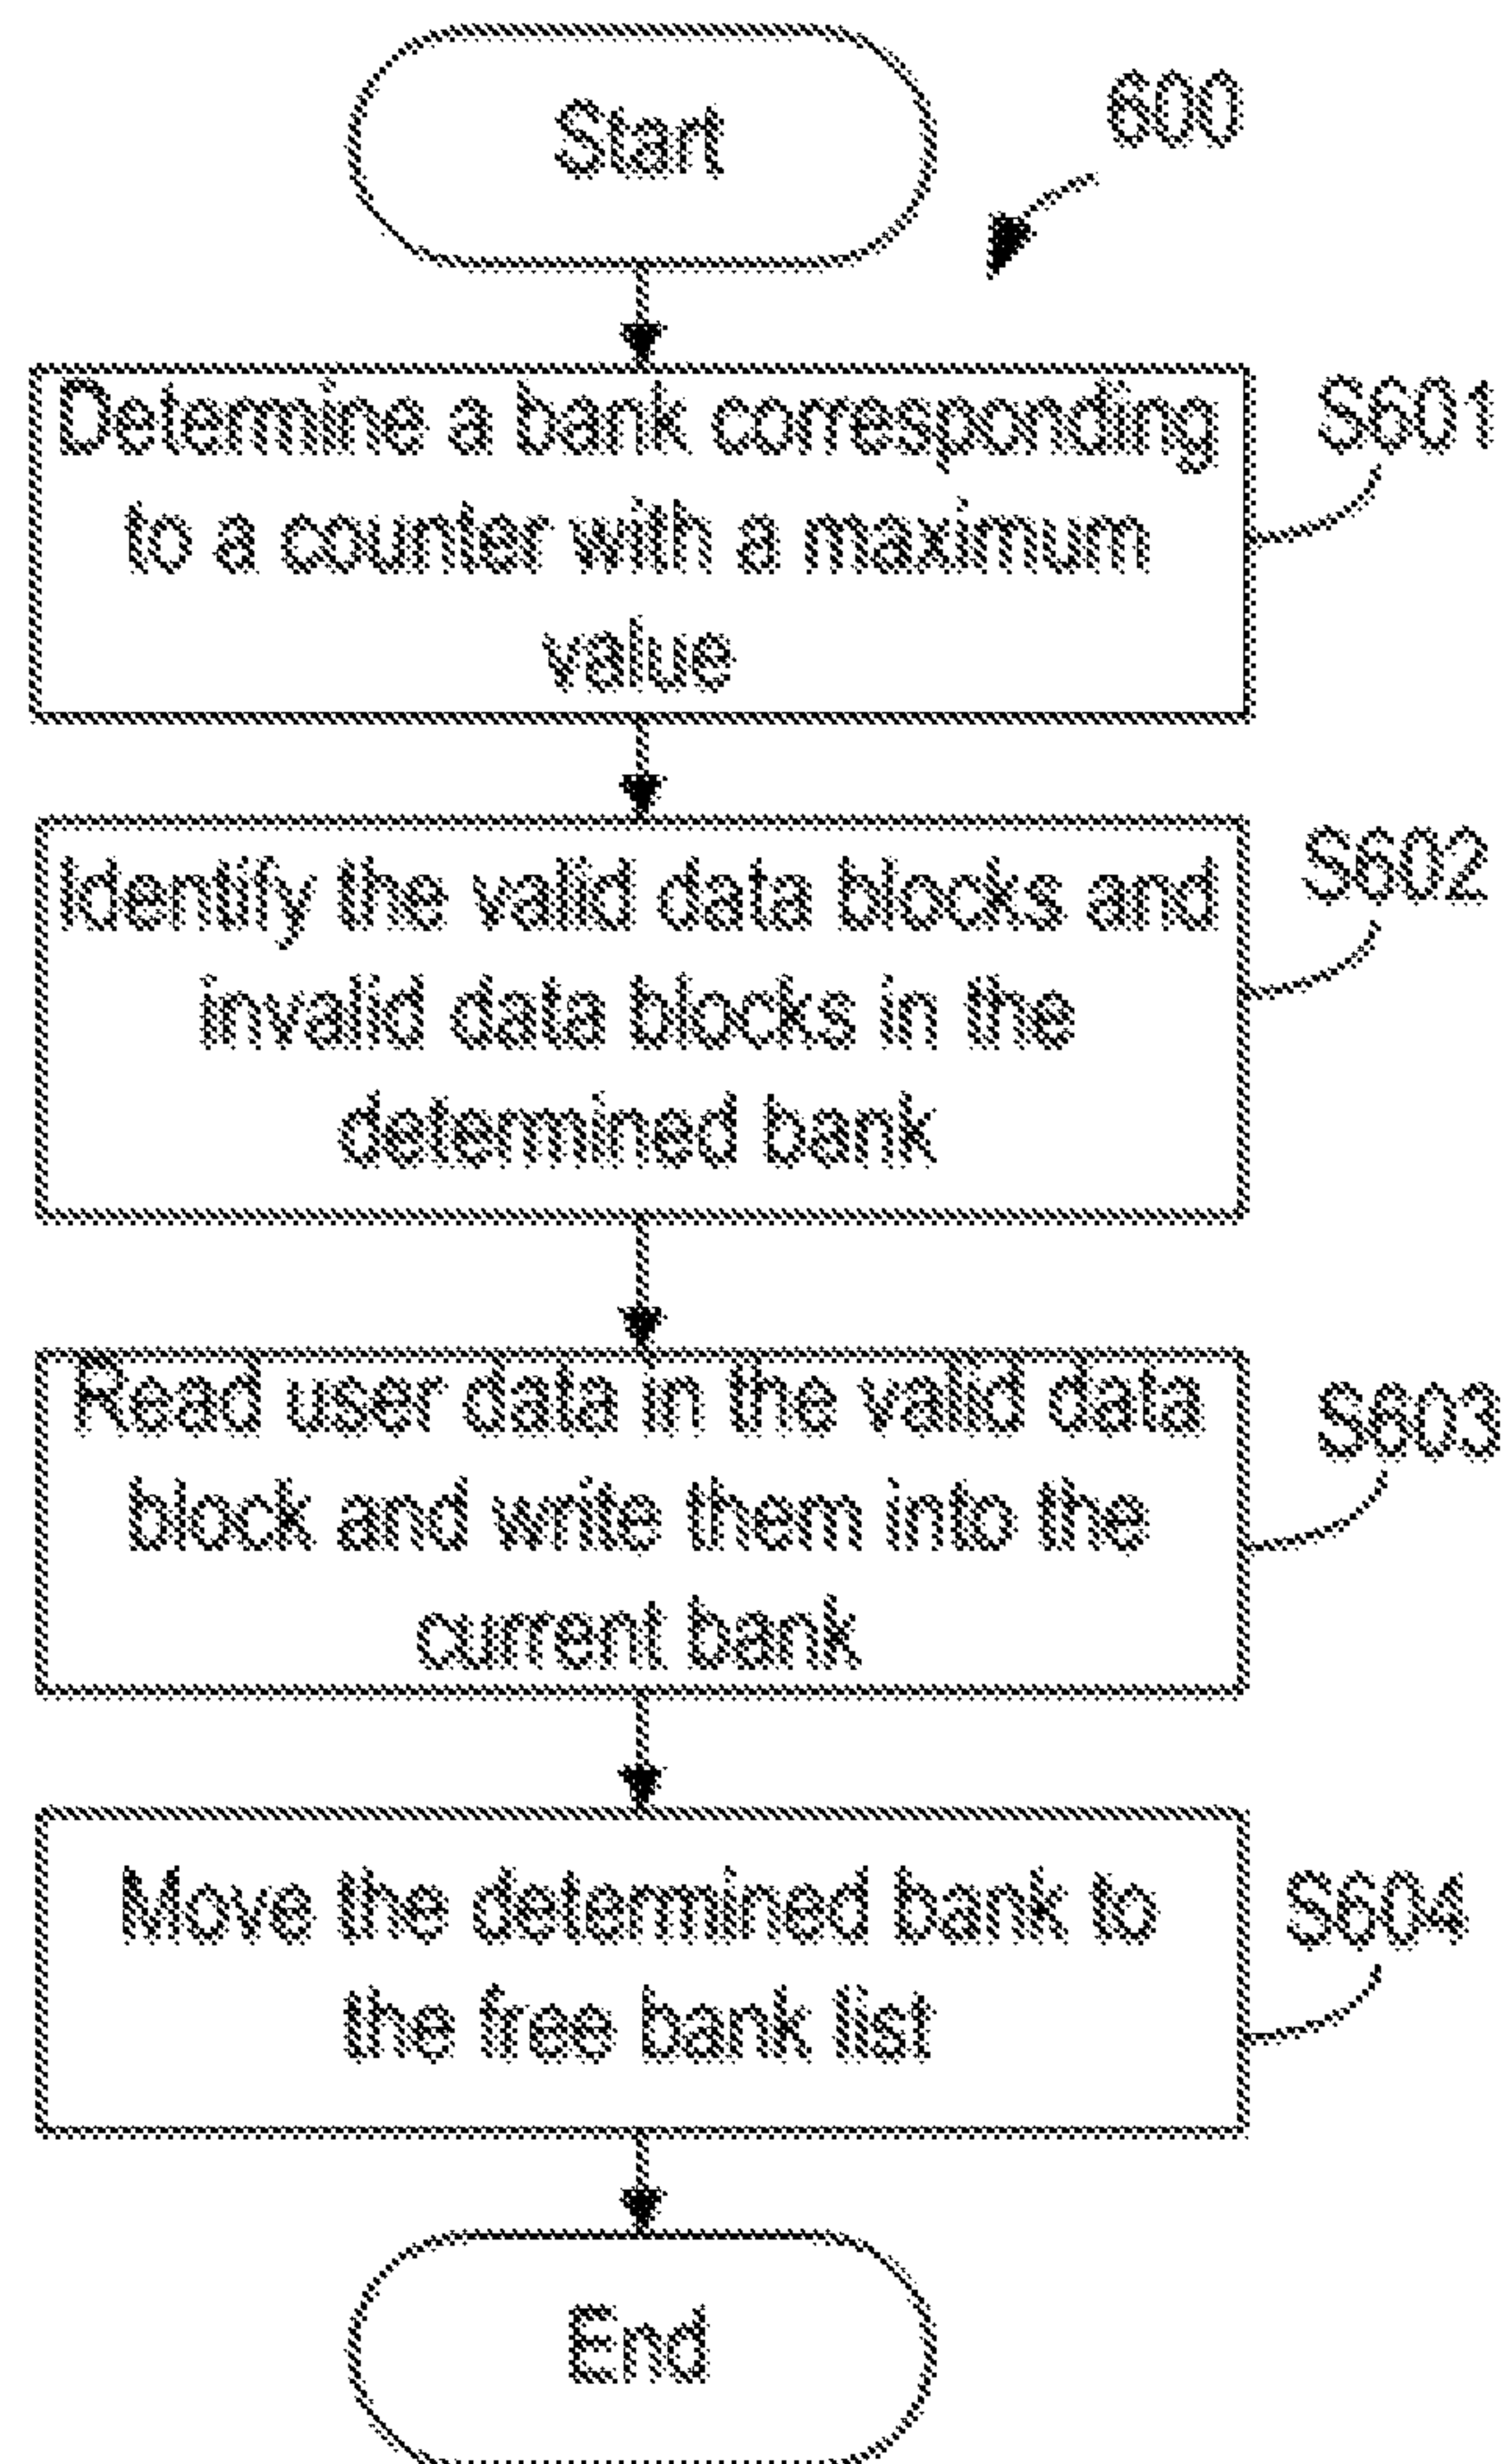 Start
600
Determine a bank corresponding
to a counter with a maximum
value
S601
Identify the valid data blocks and
invalid data blocks in the
determined bank
S602
Read user data in the valid data
block and write them into the
current bank
S603
Move the determined bank to
the free bank list
S604
End